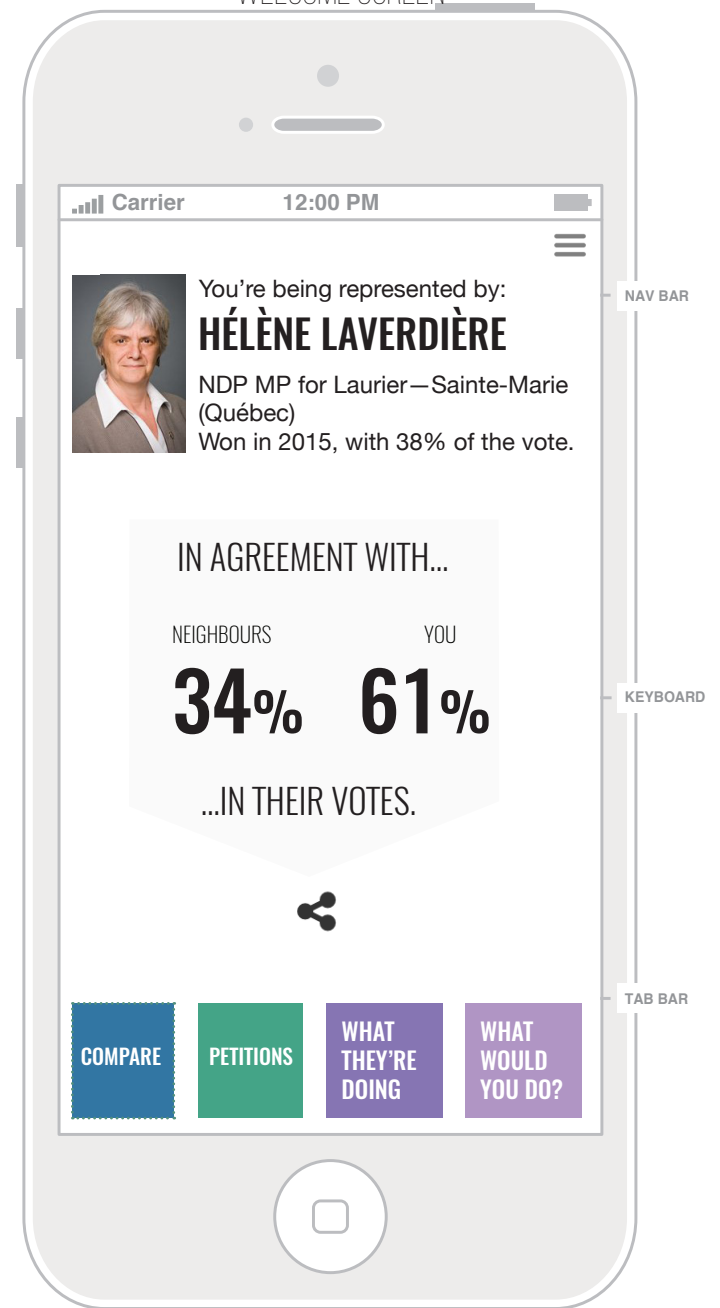 WELCOME SCREEN
Carrier 12:00 PM
NAV BAR
You're being represented by:
HÉLÈNE LAVERDIÈRE
NDP MP for Laurier—Sainte-Marie
(Québec)
Won in 2015, with 38% of the vote.
IN AGREEMENT WITH...
NEIGHBOURS YOU
34% 61%
KEYBOARD
...IN THEIR VOTES.
TAB BAR
COMPARE
PETITIONS
WHAT
THEY'RE
DOING
WHAT
WOULD
YOU DO?